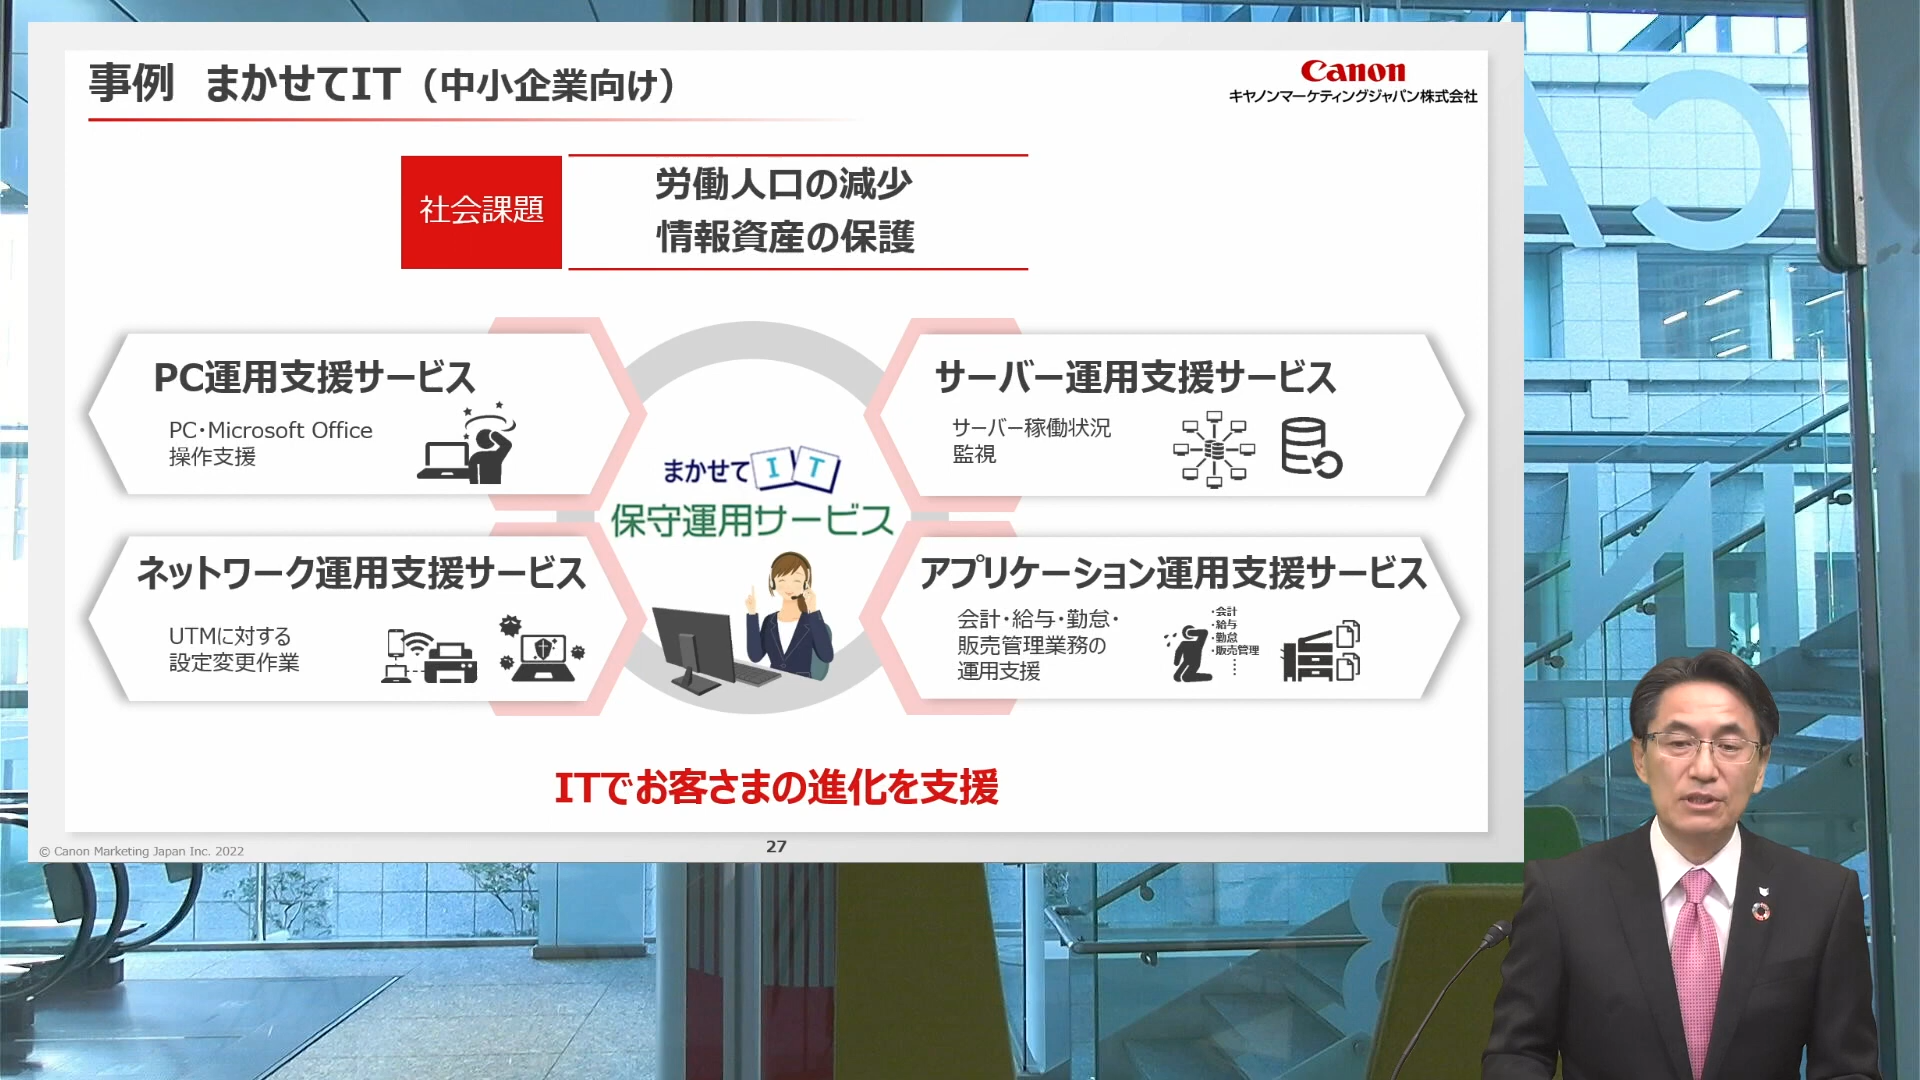 事例 まかせてIT（中小企業向け）
Canon
キヤノンマーケティングジャパン株式会社
社会課題
労働人口の減少
情報資産の保護
PC運用支援サービス
PC・Microsoft Office
操作支援
サーバー運用支援サービス
サーバー稼働状況
監視
まかせてIT
保守運用サービス
ネットワーク運用支援サービス
UTMに対する
設定変更作業
アプリケーション運用支援サービス
会計・給与・勤怠・
販売管理業務の
運用支援
・会計
・給与
・勤怠
・販売管理
⋮
ITでお客さまの進化を支援
© Canon Marketing Japan Inc. 2022
27